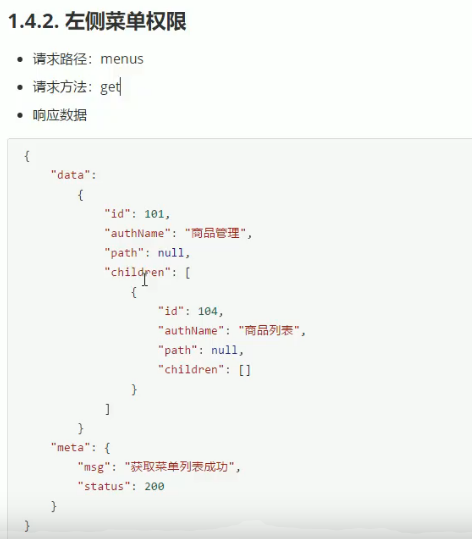 1.4.2. 左侧菜单权限
请求路径：menus
请求方法：get
响应数据
{
"data":
{
"id": 101,
"authName": "商品管理",
"path": null,
"children": [
{
"id": 104,
"authName": "商品列表",
"path": null,
"children": []
}
]
}
"meta": {
"msg": "获取菜单列表成功",
"status": 200
}
}